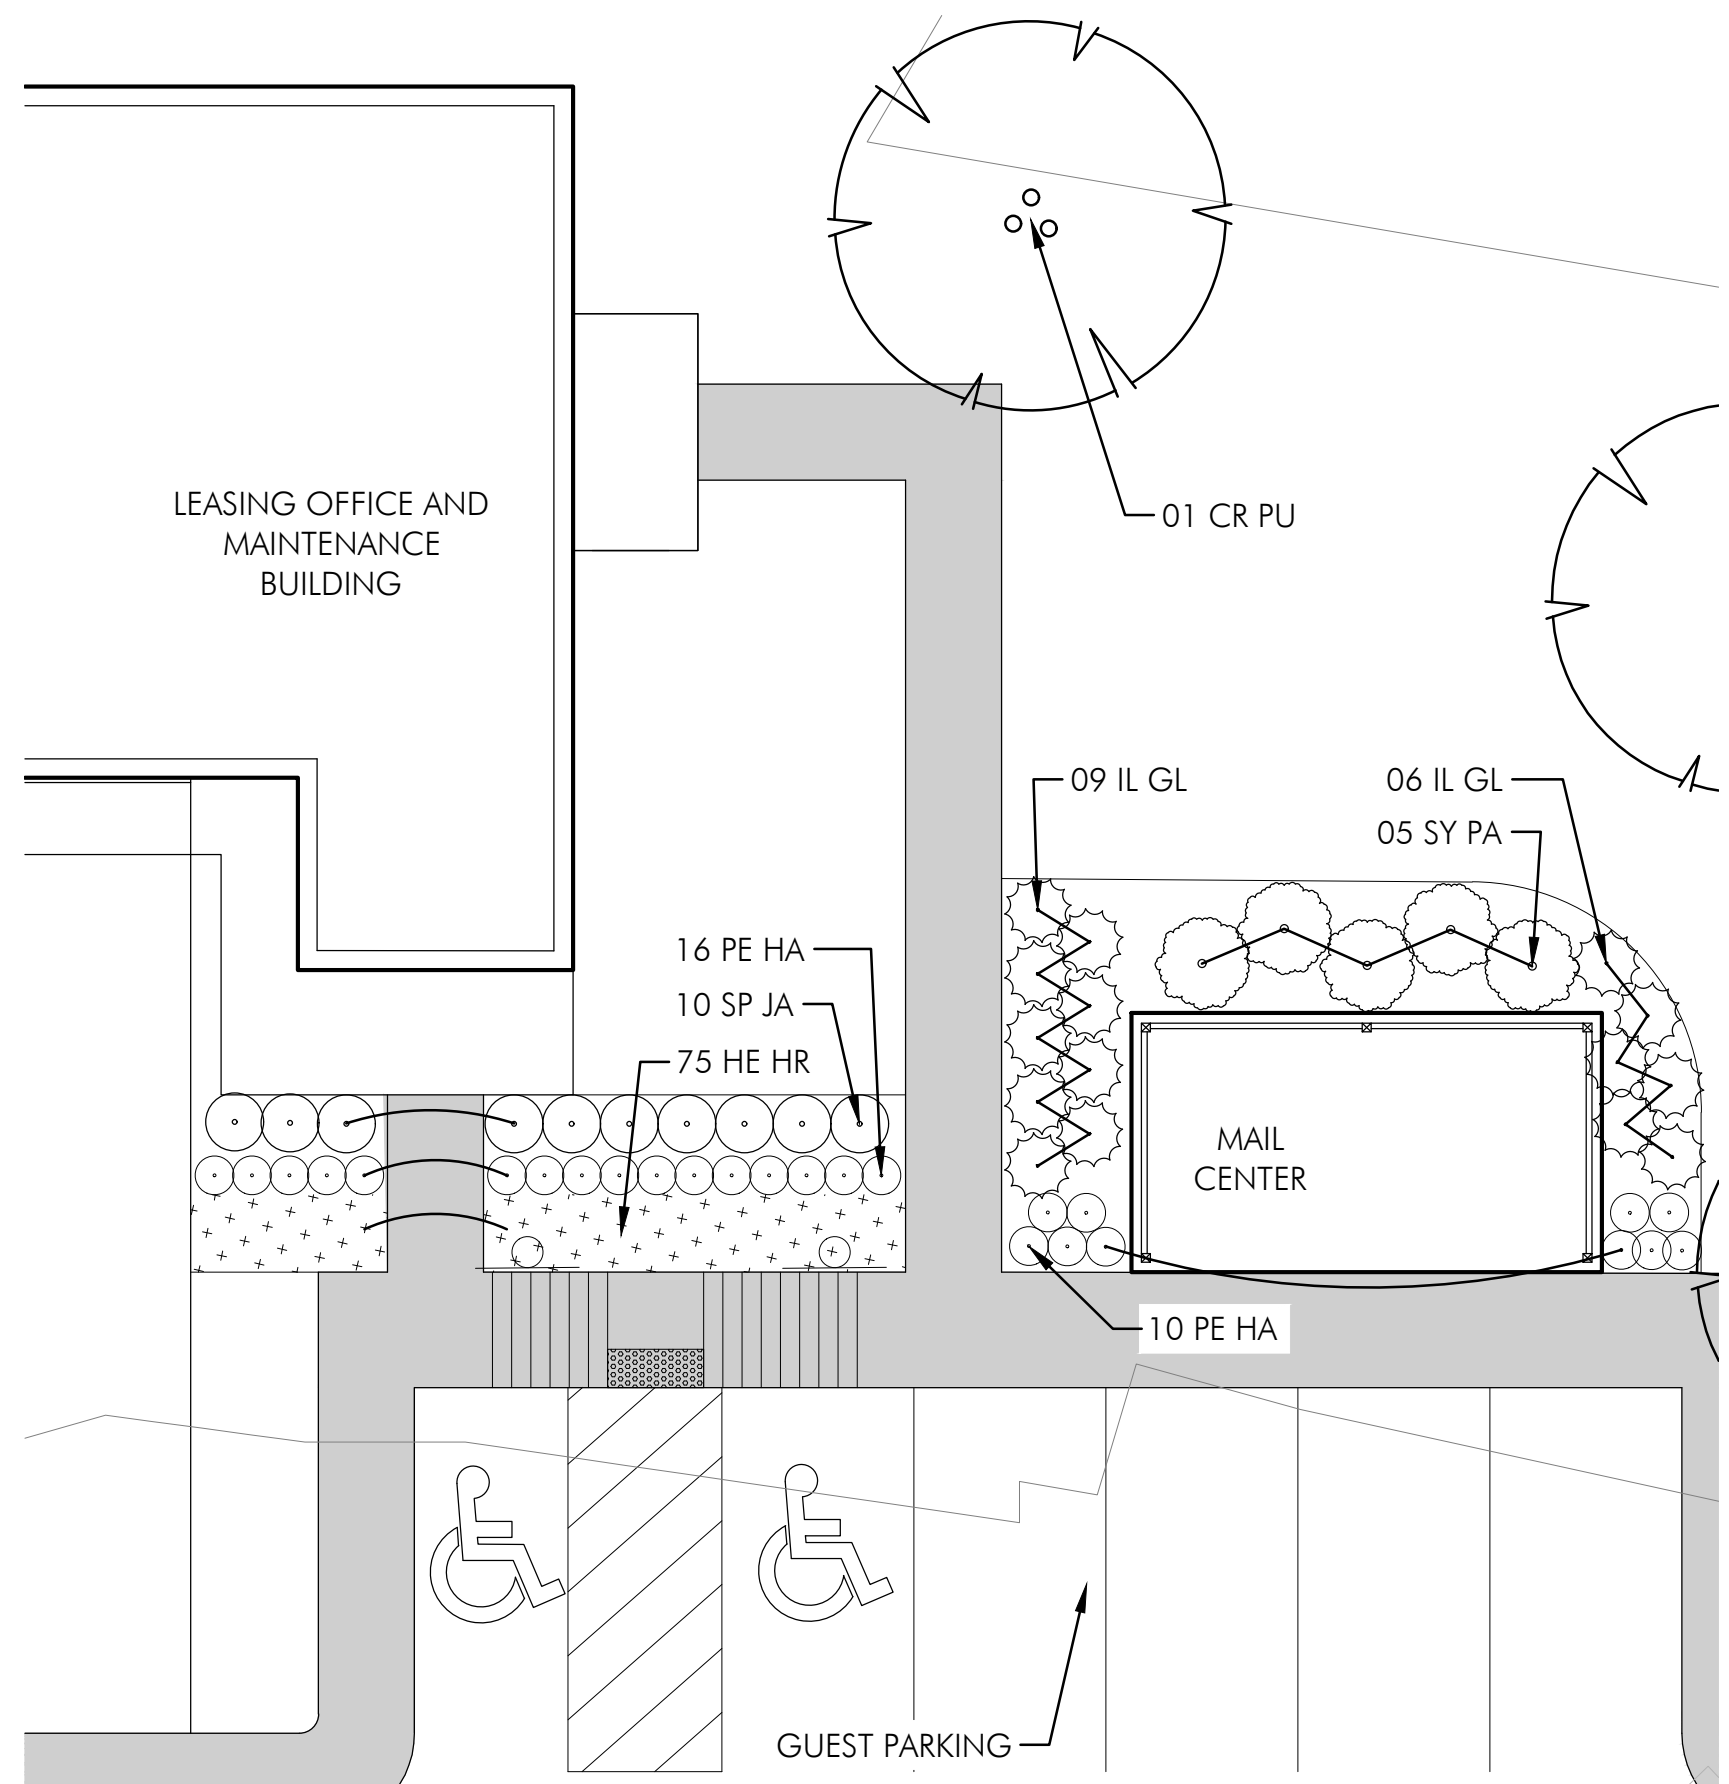 LEASING OFFICE AND
MAINTENANCE
BUILDING
01 CR PU
09 IL GL
06 IL GL
05 SY PA
16 PE HA
10 SP JA
75 HE HR
MAIL
CENTER
10 PE HA
GUEST PARKING